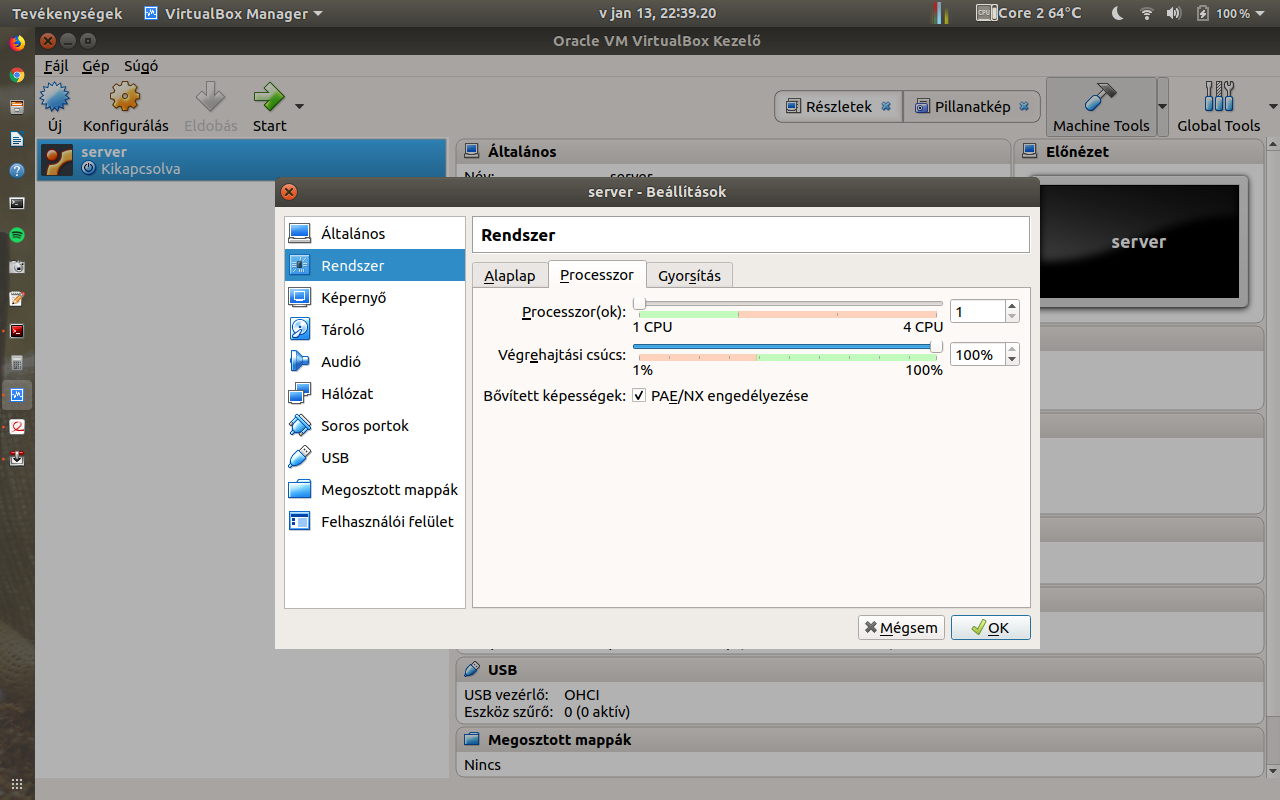 Tevékenységek VirtualBox Manager v jan 13, 22:39.20 Core 2 64°C 100 %
Oracle VM VirtualBox Kezelő
Fájl Gép Súgó
Új Konfigurálás Eldobás Start Részletek Pillanatkép Machine Tools Global Tools
server
Kikapcsolva
Általános
Név: server
Előnézet
server
server - Beállítások
Általános
Rendszer
Képernyő
Tároló
Audió
Hálózat
Soros portok
USB
Megosztott mappák
Felhasználói felület
Rendszer
Alaplap Processzor Gyorsítás
Processzor(ok): 1
1 CPU 4 CPU
Végrehajtási csúcs: 100%
1% 100%
Bővített képességek: PAE/NX engedélyezése
Mégsem OK
USB
USB vezérlő: OHCI
Eszköz szűrő: 0 (0 aktív)
Megosztott mappák
Nincs